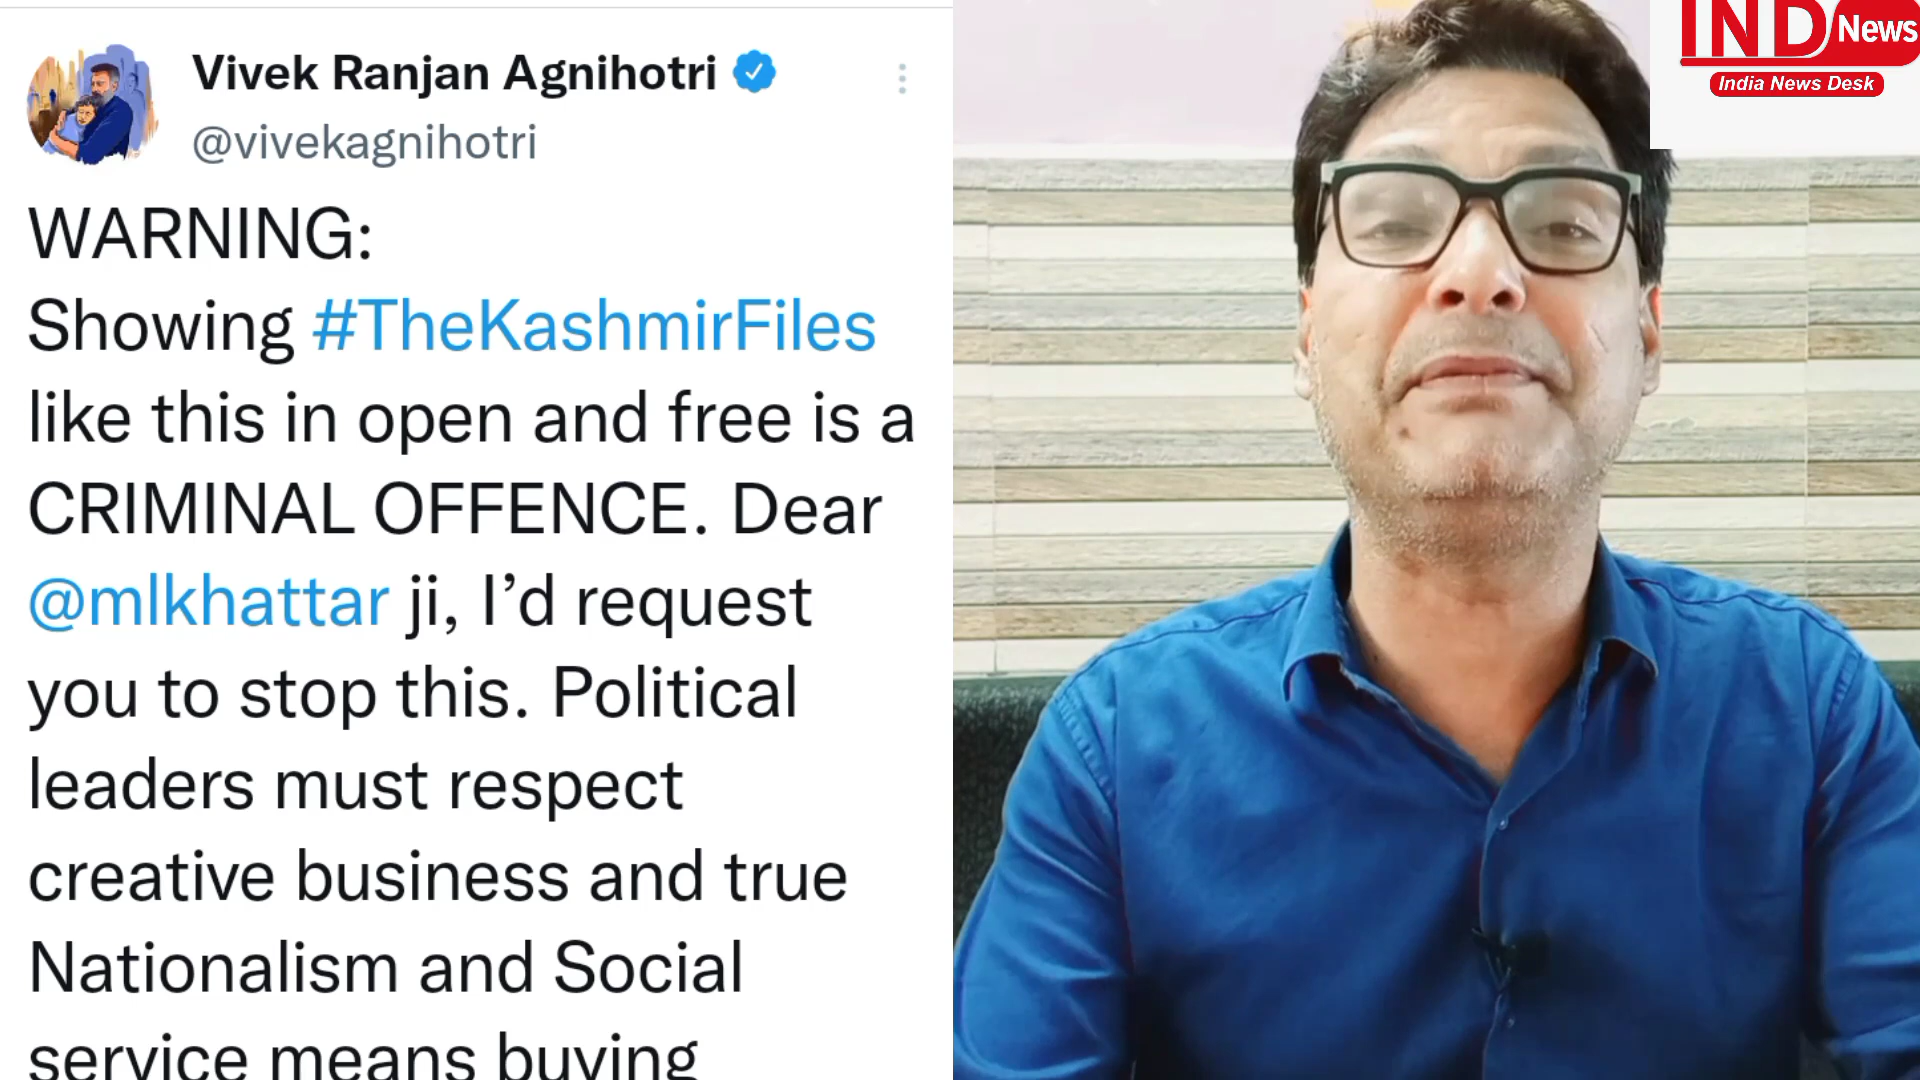 Vivek Ranjan Agnihotri
@vivekagnihotri
WARNING:
Showing #TheKashmirFiles
like this in open and free is a
CRIMINAL OFFENCE. Dear
@mlkhattar ji, I’d request
you to stop this. Political
leaders must respect
creative business and true
Nationalism and Social
service means buying
IND News
India News Desk